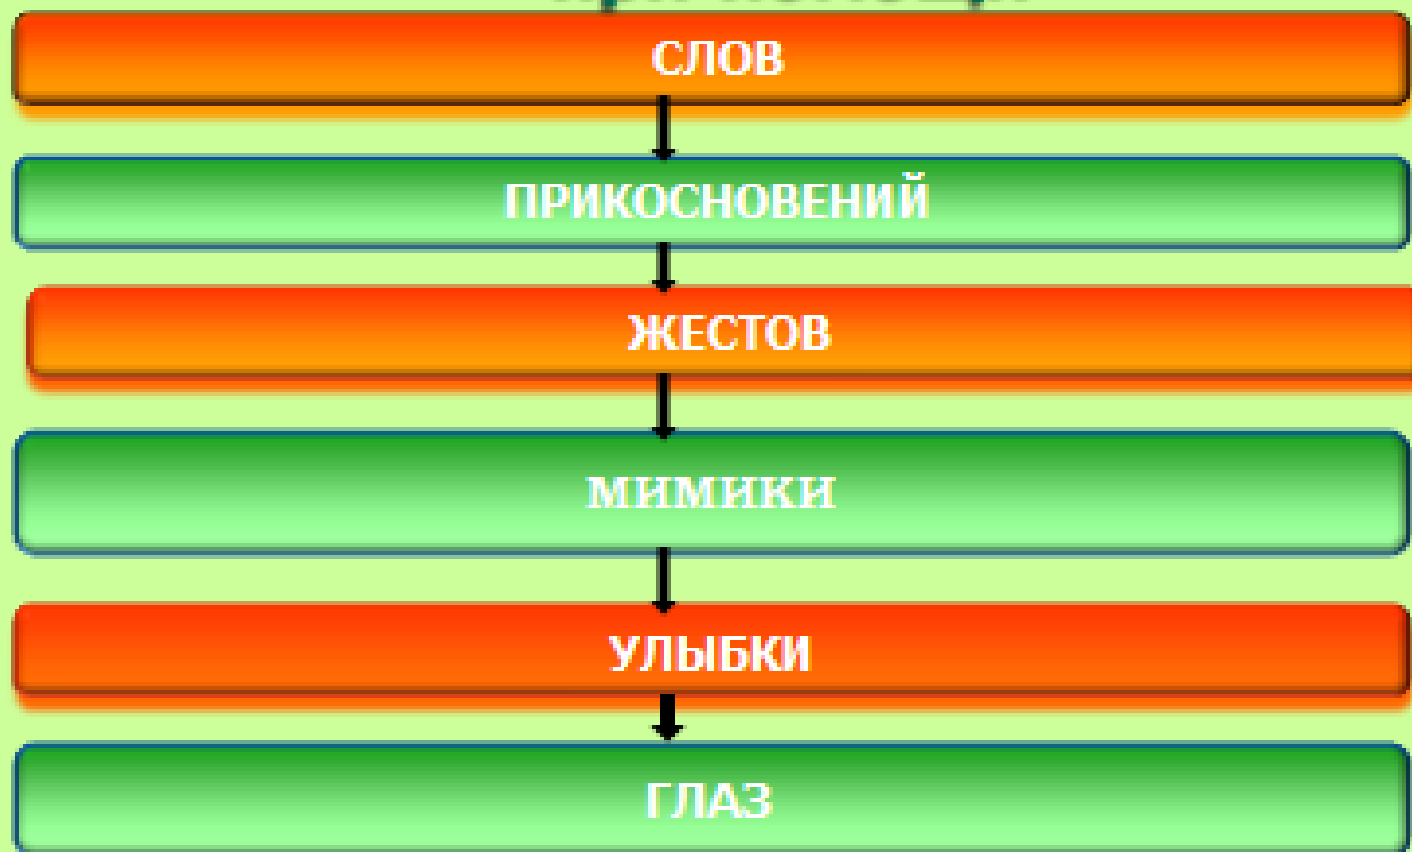 СЛОВ
ПРИКОСНОВЕНИЙ
ЖЕСТОВ
МИМИКИ
УЛЫБКИ
ГЛАЗ